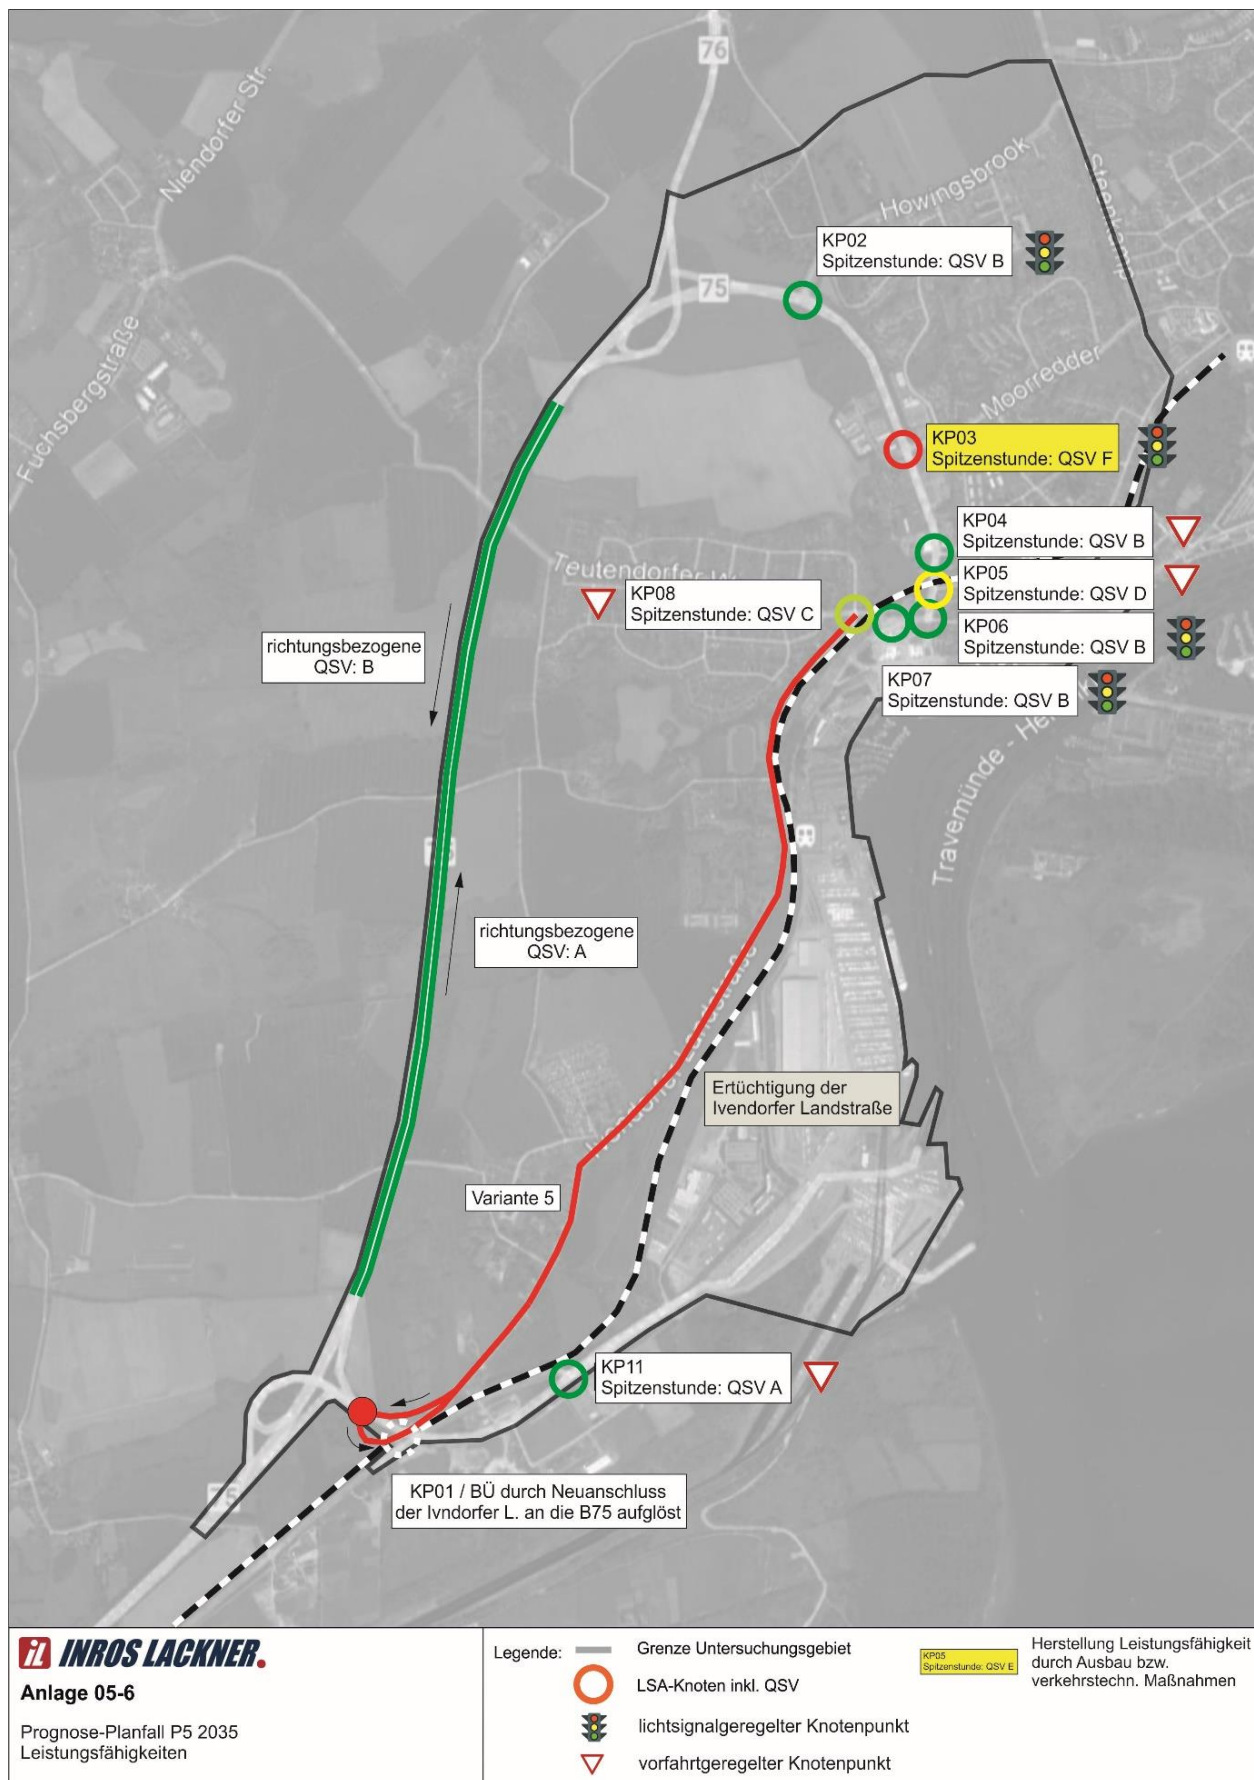 76
Niendorfer Str.
Steenkamp
Howingsbrook
KP02
Spitzenstunde: QSV B
75
Fuchsbergstraße
Moorredder
KP03
Spitzenstunde: QSV F
KP04
Spitzenstunde: QSV B
Teutendorfer-W
KP05
Spitzenstunde: QSV D
KP08
Spitzenstunde: QSV C
KP06
Spitzenstunde: QSV B
richtungsbezogene
QSV: B
KP07
Spitzenstunde: QSV B
Travemünde - He
richtungsbezogene
QSV: A
Ivendorfer Landstraße
Ertüchtigung der
Ivendorfer Landstraße
Variante 5
KP11
Spitzenstunde: QSV A
75
KP01 / BÜ durch Neuanschluss
der Ivndorfer L. an die B75 aufglöst
iL INROS LACKNER.
Anlage 05-6
Prognose-Planfall P5 2035
Leistungsfähigkeiten
Legende:
Grenze Untersuchungsgebiet
LSA-Knoten inkl. QSV
lichtsignalgeregelter Knotenpunkt
vorfahrtgeregelter Knotenpunkt
KP05
Spitzenstunde: QSV E
Herstellung Leistungsfähigkeit
durch Ausbau bzw.
verkehrstechn. Maßnahmen